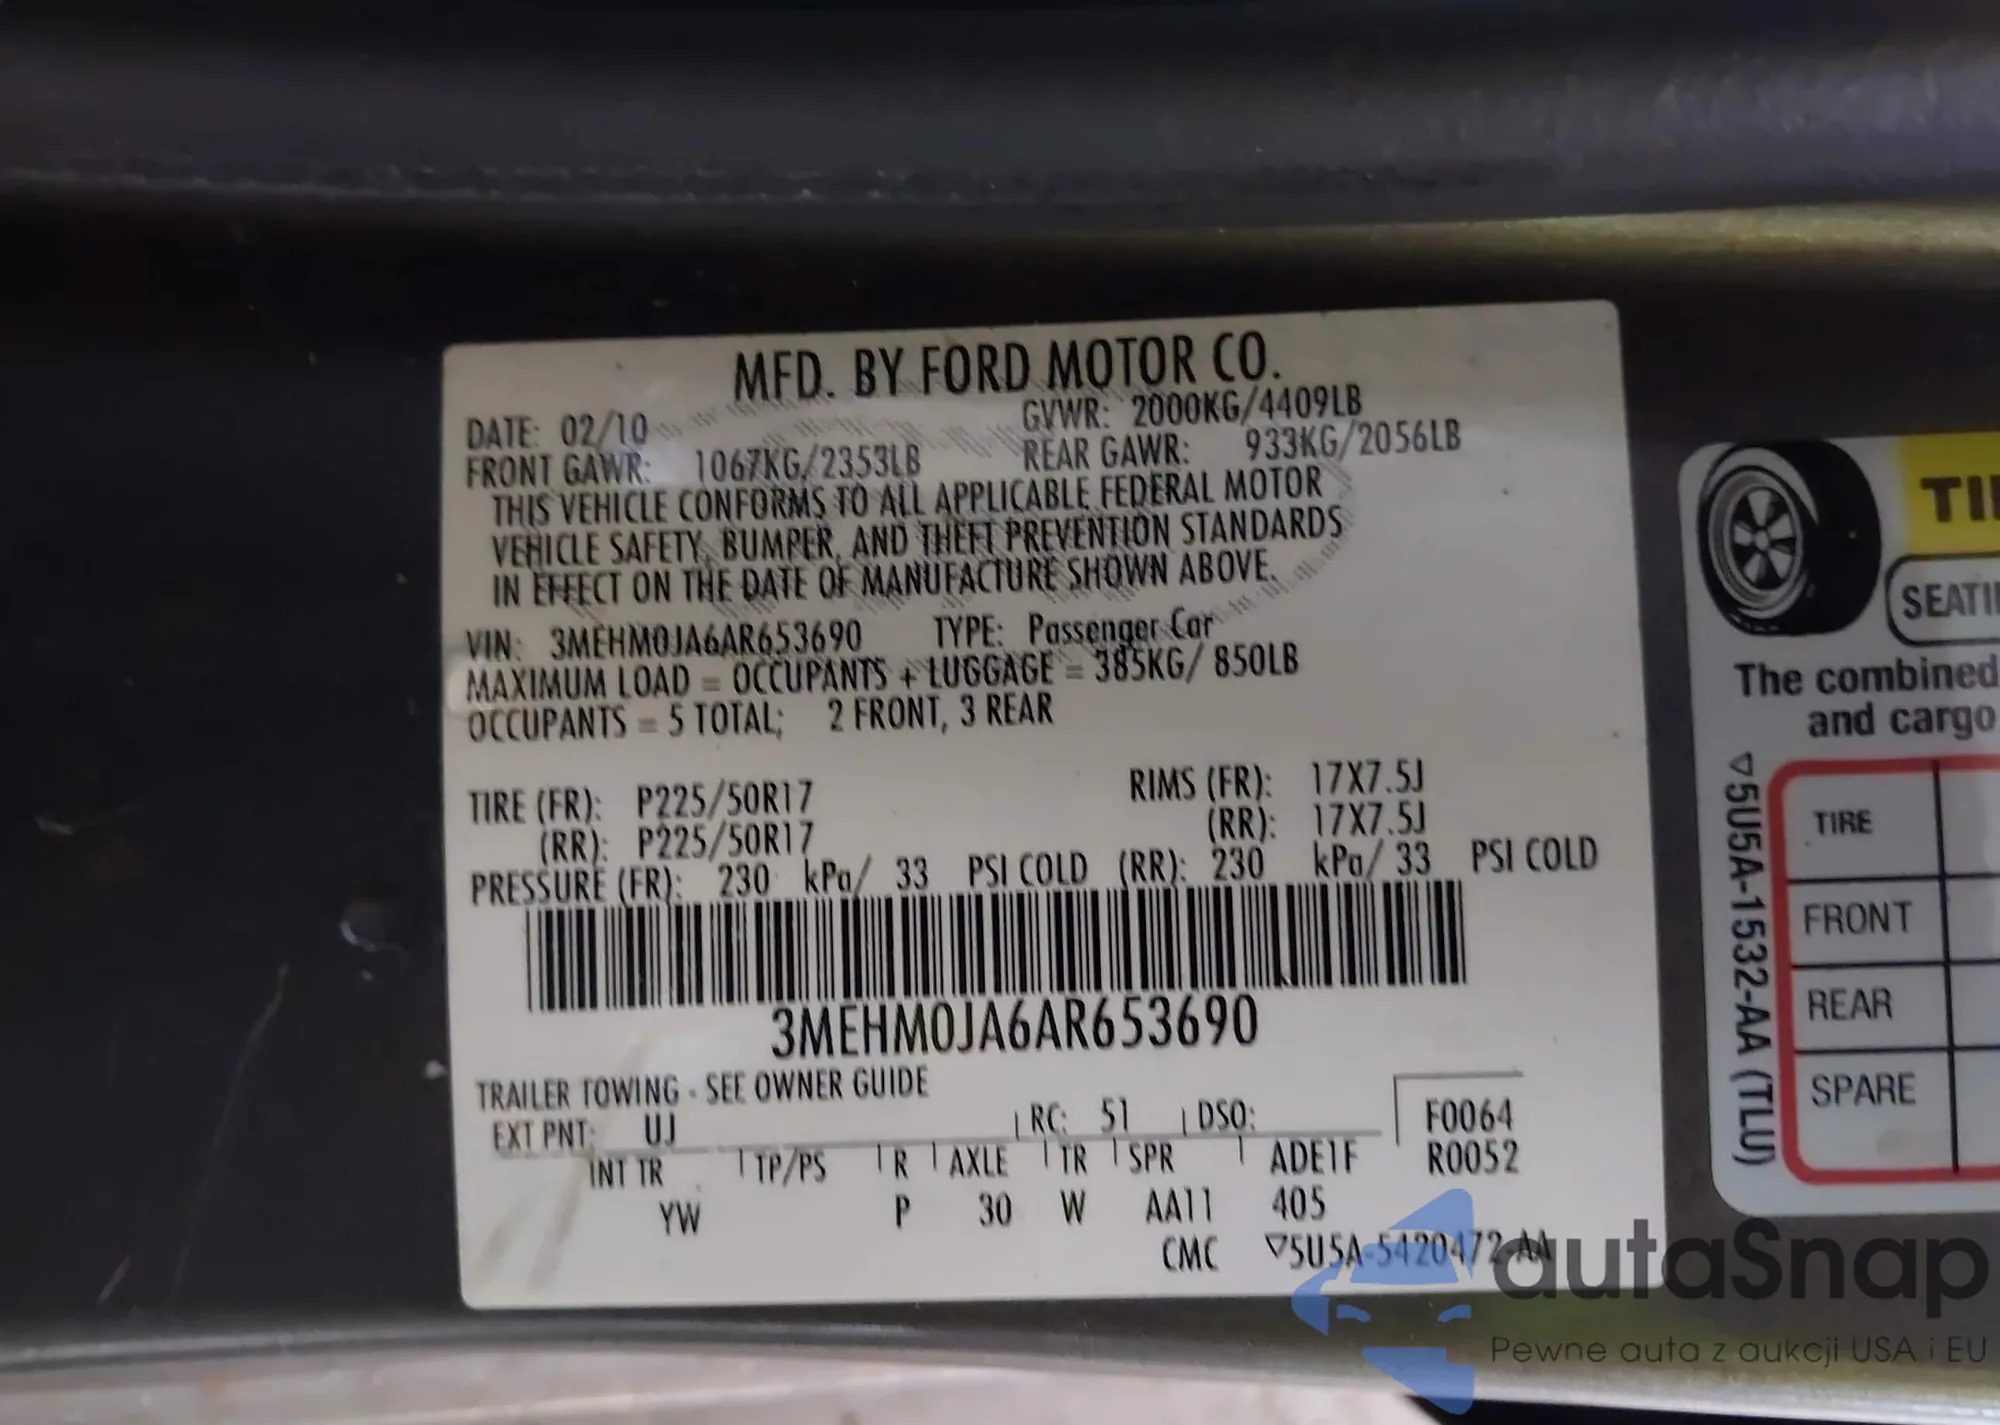 MFD. BY FORD MOTOR CO.
DATE: 02/10 GVWR: 2000KG/4409LB
FRONT GAWR: 1067KG/2353LB REAR GAWR: 933KG/2056LB
THIS VEHICLE CONFORMS TO ALL APPLICABLE FEDERAL MOTOR
VEHICLE SAFETY, BUMPER, AND THEFT PREVENTION STANDARDS
IN EFFECT ON THE DATE OF MANUFACTURE SHOWN ABOVE.
VIN: 3MEHM0JA6AR653690 TYPE: Passenger Car
MAXIMUM LOAD = OCCUPANTS + LUGGAGE = 385KG/ 850LB
OCCUPANTS = 5 TOTAL; 2 FRONT, 3 REAR
TIRE (FR): P225/50R17 RIMS (FR): 17X7.5J
(RR): P225/50R17 (RR): 17X7.5J
PRESSURE (FR): 230 kPa/ 33 PSI COLD (RR): 230 kPa/ 33 PSI COLD
3MEHM0JA6AR653690
TRAILER TOWING - SEE OWNER GUIDE
EXT PNT: UJ RC: 51 DSO: F0064
INT TR TP/PS R AXLE TR SPR ADE1F R0052
YW P 30 W AA11 405
CMC ▽5U5A-5420472-AA
TI
SEATI
The combined
and cargo
▽5U5A-1532-AA (TLU)
TIRE
FRONT
REAR
SPARE
autaSnap
Pewne auta z aukcji USA i EU